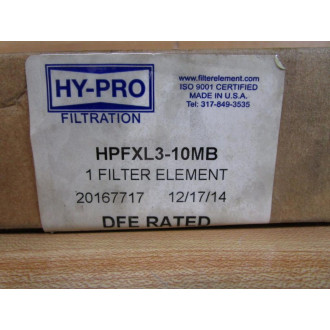 HY-PRO
FILTRATION
www.filterelement.com
ISO 9001 CERTIFIED
MADE IN U.S.A.
Tel: 317-849-3535
HPFXL3-10MB
1 FILTER ELEMENT
20167717 12/17/14
DFE RATED